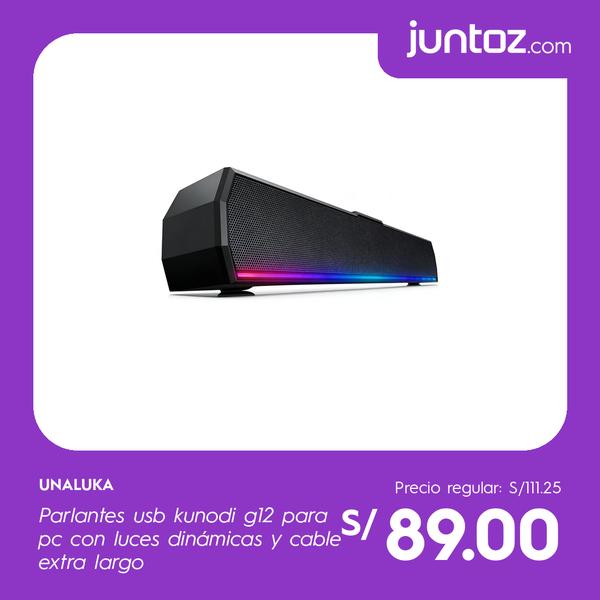 juntoz.com
UNALUKA
Parlantes usb kunodi g12 para
pc con luces dinámicas y cable
extra largo
Precio regular: S/111.25
S/ 89.00